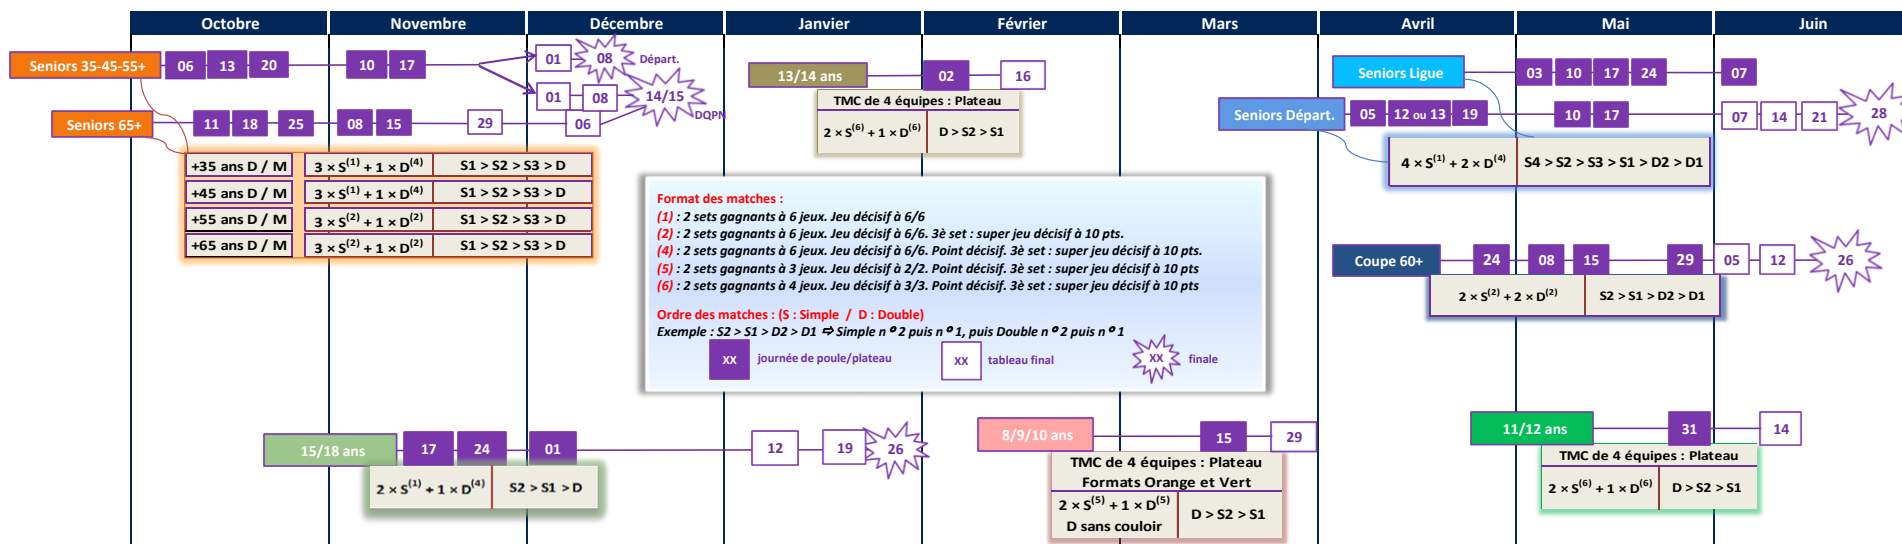 Octobre Novembre Décembre Janvier Février Mars Avril Mai Juin
Seniors 35-45-55+ 06 13 20 10 17 01 08 Départ.
01 08 14/15 DQPN
Seniors 65+ 11 18 25 08 15 29 06
+35 ans D / M 3 × S(1) + 1 × D(4) S1 > S2 > S3 > D
+45 ans D / M 3 × S(1) + 1 × D(4) S1 > S2 > S3 > D
+55 ans D / M 3 × S(2) + 1 × D(2) S1 > S2 > S3 > D
+65 ans D / M 3 × S(2) + 1 × D(2) S1 > S2 > S3 > D
13/14 ans 02 16
TMC de 4 équipes : Plateau
2 × S(6) + 1 × D(6) D > S2 > S1
Seniors Ligue 03 10 17 24 07
Seniors Départ. 05 12 ou 13 19 10 17 07 14 21 28
4 × S(1) + 2 × D(4) S4 > S2 > S3 > S1 > D2 > D1
Format des matches :
(1) : 2 sets gagnants à 6 jeux. Jeu décisif à 6/6
(2) : 2 sets gagnants à 6 jeux. Jeu décisif à 6/6. 3è set : super jeu décisif à 10 pts.
(4) : 2 sets gagnants à 6 jeux. Jeu décisif à 6/6. Point décisif. 3è set : super jeu décisif à 10 pts.
(5) : 2 sets gagnants à 3 jeux. Jeu décisif à 2/2. Point décisif. 3è set : super jeu décisif à 10 pts
(6) : 2 sets gagnants à 4 jeux. Jeu décisif à 3/3. Point décisif. 3è set : super jeu décisif à 10 pts
Ordre des matches : (S : Simple / D : Double)
Exemple : S2 > S1 > D2 > D1 ⇨ Simple n º 2 puis n º 1, puis Double n º 2 puis n º 1
XX journée de poule/plateau XX tableau final XX finale
Coupe 60+ 24 08 15 29 05 12 26
2 × S(2) + 2 × D(2) S2 > S1 > D2 > D1
15/18 ans 17 24 01 12 19 26
2 × S(1) + 1 × D(4) S2 > S1 > D
8/9/10 ans 15 29
TMC de 4 équipes : Plateau
Formats Orange et Vert
2 × S(5) + 1 × D(5) D > S2 > S1
D sans couloir
11/12 ans 31 14
TMC de 4 équipes : Plateau
2 × S(6) + 1 × D(6) D > S2 > S1